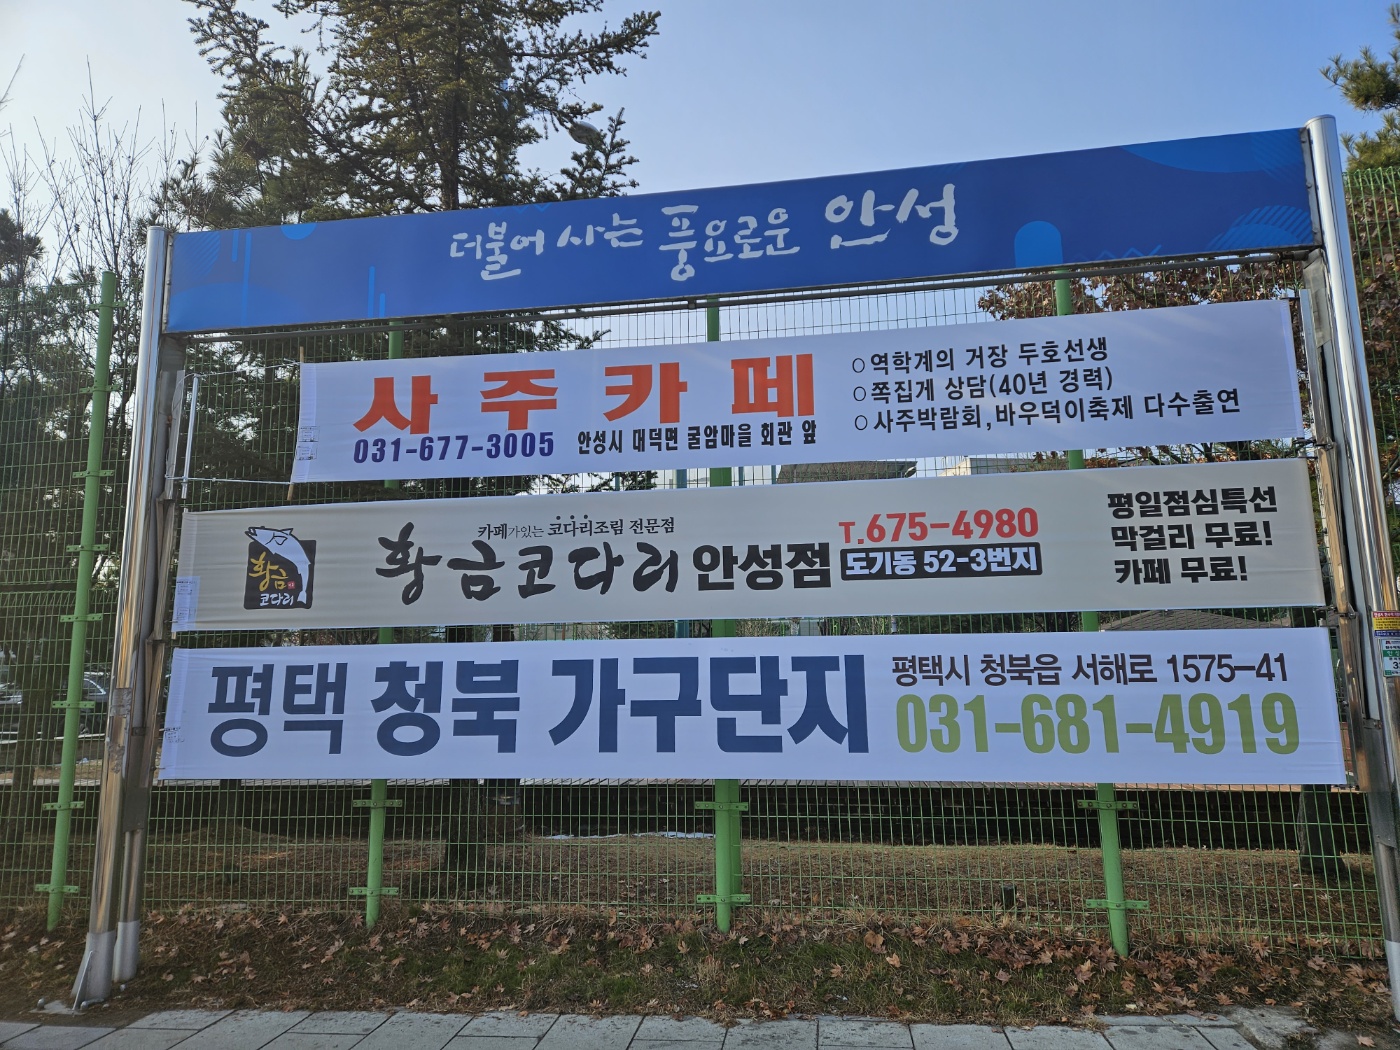 더불어 사는 풍요로운 안성
사주카페
031-677-3005 안성시 대덕면 굴암마을 회관 앞
○역학계의 거장 두호선생
○쪽집게 상담(40년 경력)
○사주박람회,바우덕이축제 다수출연
황금
코다리
카페가있는 코다리조림 전문점
황금코다리 안성점
T.675-4980
도기동 52-3번지
평일점심특선
막걸리 무료!
카페 무료!
평택 청북 가구단지
평택시 청북읍 서해로 1575-41
031-681-4919